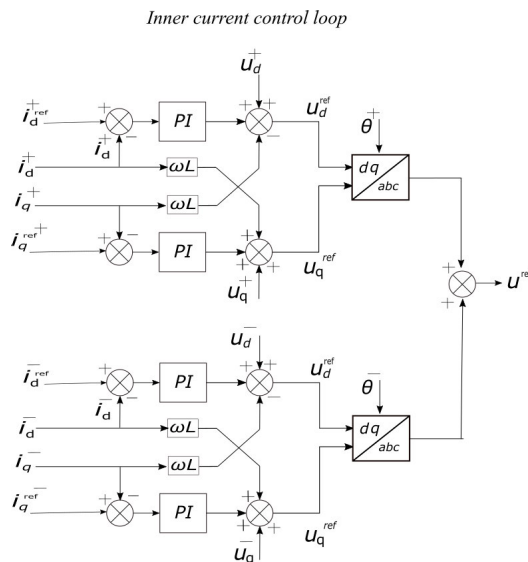 Inner current control loop
u_d^+
i_d^ref+ + − PI + + − u_d^ref
θ^+
i_d^+
i_d^+ ωL
dq
abc
i_q^+ ωL
i_q^ref+ + − PI + + + u_q^ref
u_q^+
+ + u^re
u_d^−
i_d^ref− + − PI + + − u_d^ref
θ^−
i_d^−
i_d^− ωL
dq
abc
i_q^− ωL
i_q^ref− + − PI + + + u_q^ref
u_q^−